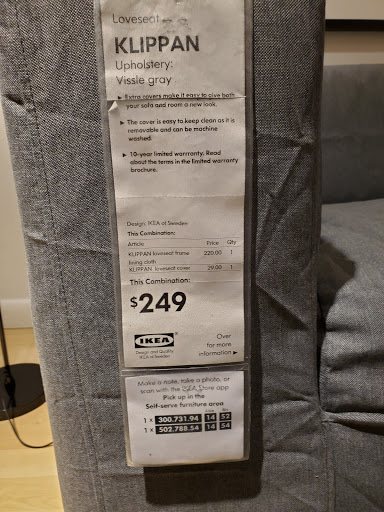 Loveseat
KLIPPAN
Upholstery:
Vissle gray
▸ Extra covers make it easy to give both
your sofa and room a new look.
▸ The cover is easy to keep clean as it is
removable and can be machine
washed.
▸ 10-year limited warrranty. Read
about the terms in the limited warranty
brochure.
Design: IKEA of Sweden
This Combination:
Article Price Qty
KLIPPAN loveseat frame 220.00 1
lining cloth
KLIPPAN loveseat cover 29.00 1
This Combination:
$249
IKEA
Design and Quality
IKEA of Sweden
Over
for more
information ▸
Make a note, take a photo, or
scan with the IKEA Store app
Pick up in the
Self-serve furniture area
1 x 300.731.94 14 52
1 x 502.788.54 14 54